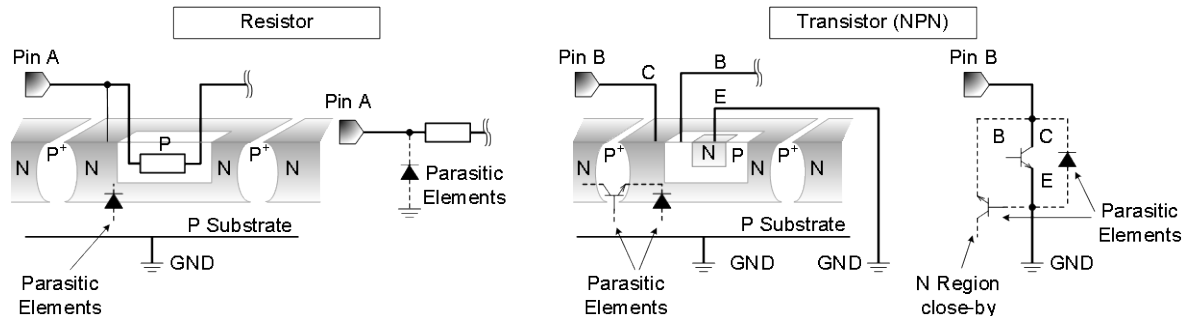 Resistor
Pin A
P
N
P+
N
N
P+
N
P Substrate
GND
Parasitic
Elements
Pin A
Parasitic
Elements
Transistor (NPN)
Pin B
C
B
E
N
P+
N
N
P
P+
N
N
P Substrate
GND
GND
Parasitic
Elements
Pin B
B
C
E
Parasitic
Elements
GND
N Region
close-by